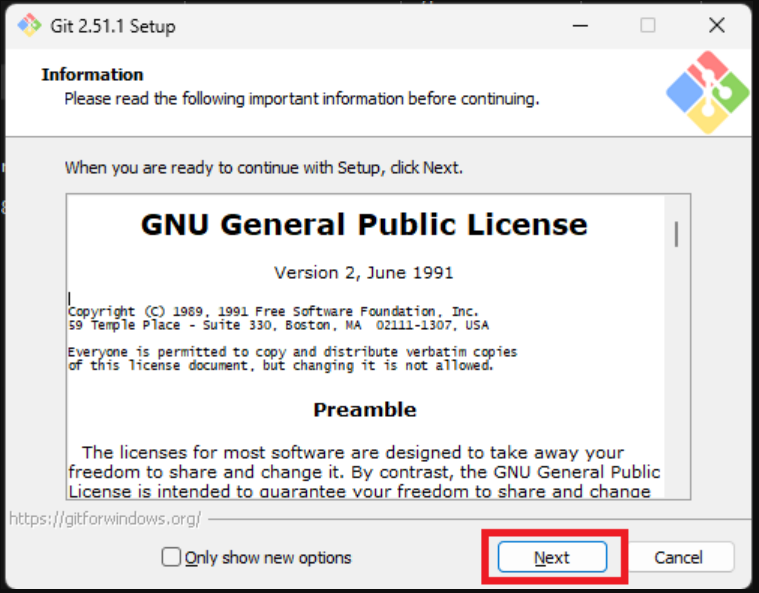 Git 2.51.1 Setup
Information
Please read the following important information before continuing.
When you are ready to continue with Setup, click Next.
GNU General Public License
Version 2, June 1991
Copyright (C) 1989, 1991 Free Software Foundation, Inc.
59 Temple Place - Suite 330, Boston, MA  02111-1307, USA
Everyone is permitted to copy and distribute verbatim copies
of this license document, but changing it is not allowed.
Preamble
The licenses for most software are designed to take away your
freedom to share and change it. By contrast, the GNU General Public
License is intended to guarantee your freedom to share and change
https://gitforwindows.org/
Only show new options
Next
Cancel